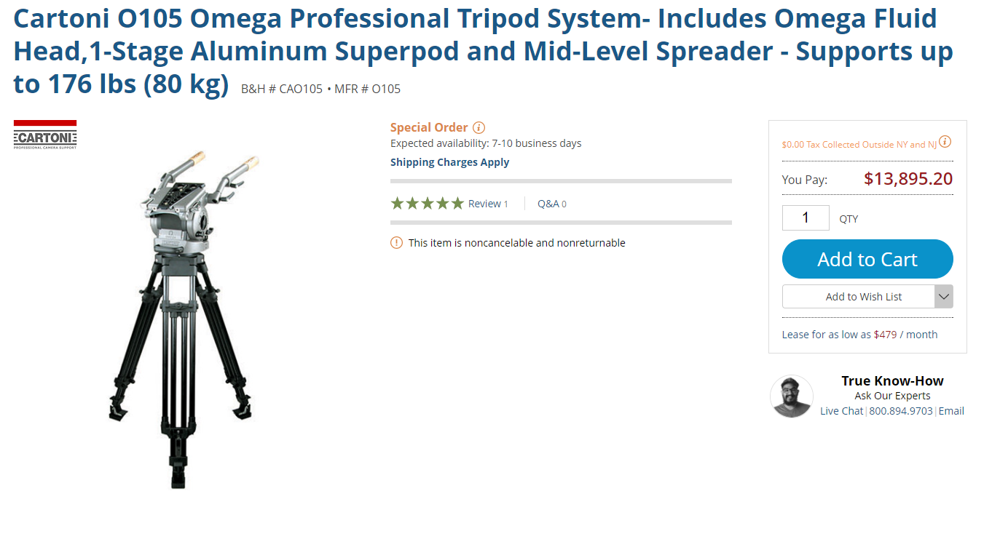 Cartoni O105 Omega Professional Tripod System- Includes Omega Fluid
Head,1-Stage Aluminum Superpod and Mid-Level Spreader - Supports up
to 176 lbs (80 kg) B&H # CAO105 • MFR # O105
CARTONI
PROFESSIONAL CAMERA SUPPORT
Special Order
Expected availability: 7-10 business days
Shipping Charges Apply
Review 1 Q&A 0
This item is noncancelable and nonreturnable
$0.00 Tax Collected Outside NY and NJ
You Pay: $13,895.20
1 QTY
Add to Cart
Add to Wish List
Lease for as low as $479 / month
True Know-How
Ask Our Experts
Live Chat | 800.894.9703 | Email